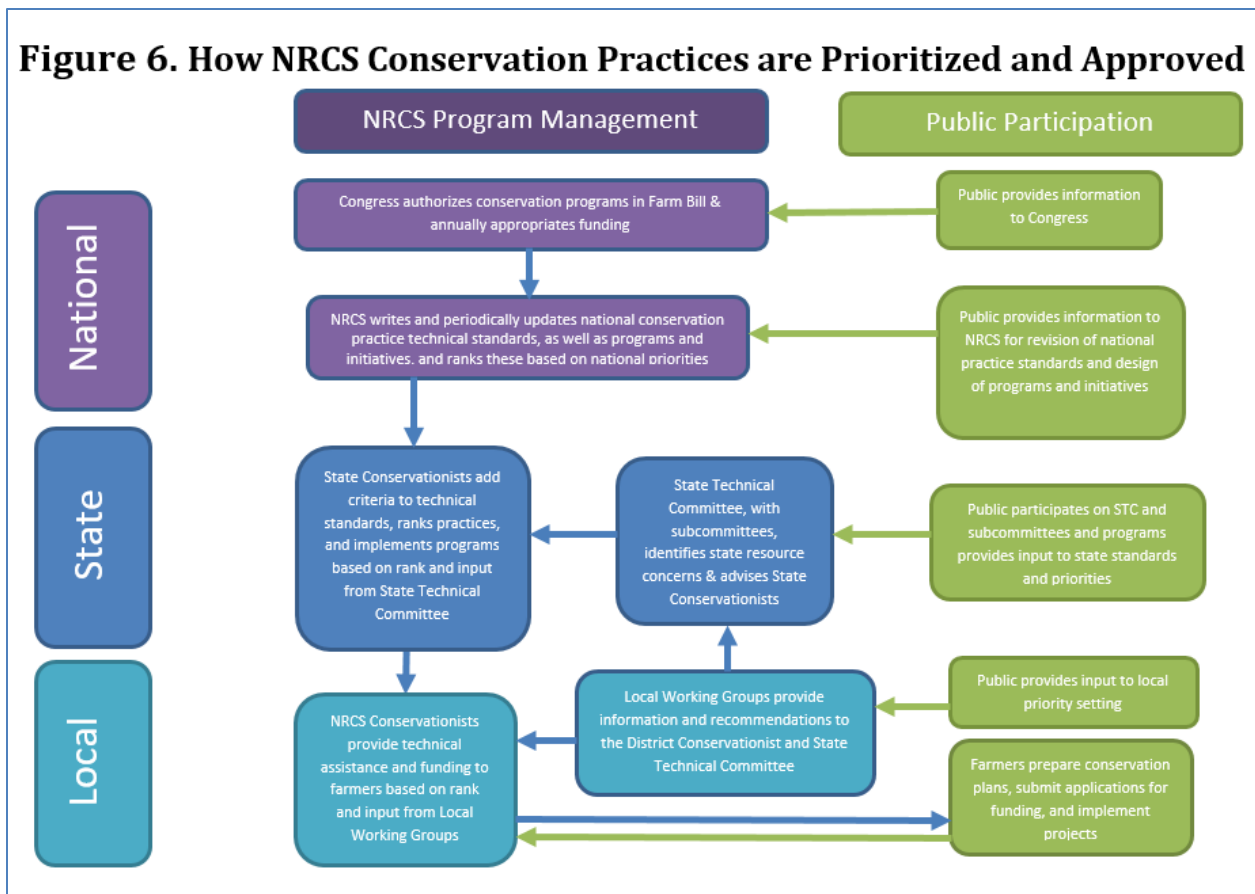 Figure 6. How NRCS Conservation Practices are Prioritized and Approved
NRCS Program Management
Public Participation
National
Congress authorizes conservation programs in Farm Bill &
annually appropriates funding
Public provides information
to Congress
NRCS writes and periodically updates national conservation
practice technical standards, as well as programs and
initiatives. and ranks these based on national priorities
Public provides information to
NRCS for revision of national
practice standards and design
of programs and initiatives
State
State Conservationists add
criteria to technical
standards, ranks practices,
and implements programs
based on rank and input
from State Technical
Committee
State Technical
Committee, with
subcommittees,
identifies state resource
concerns & advises State
Conservationists
Public participates on STC and
subcommittees and programs
provides input to state standards
and priorities
Local
NRCS Conservationists
provide technical
assistance and funding to
farmers based on rank
and input from Local
Working Groups
Local Working Groups provide
information and recommendations to
the District Conservationist and State
Technical Committee
Public provides input to local
priority setting
Farmers prepare conservation
plans, submit applications for
funding, and implement
projects